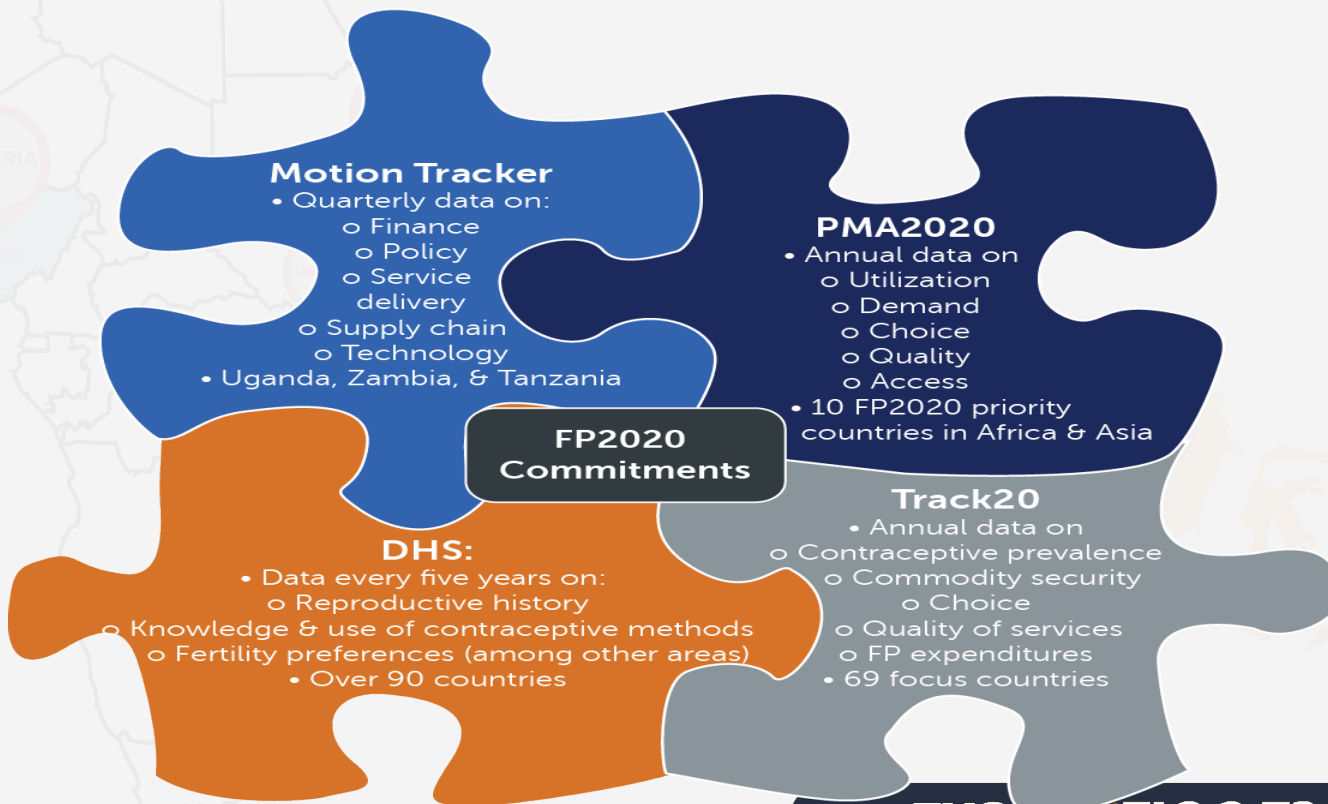 Motion Tracker
• Quarterly data on:
o Finance
o Policy
o Service
delivery
o Supply chain
o Technology
• Uganda, Zambia, & Tanzania
PMA2020
• Annual data on
o Utilization
o Demand
o Choice
o Quality
o Access
• 10 FP2020 priority
countries in Africa & Asia
FP2020
Commitments
DHS:
• Data every five years on:
o Reproductive history
o Knowledge & use of contraceptive methods
o Fertility preferences (among other areas)
• Over 90 countries
Track20
• Annual data on
o Contraceptive prevalence
o Commodity security
o Choice
o Quality of services
o FP expenditures
• 69 focus countries